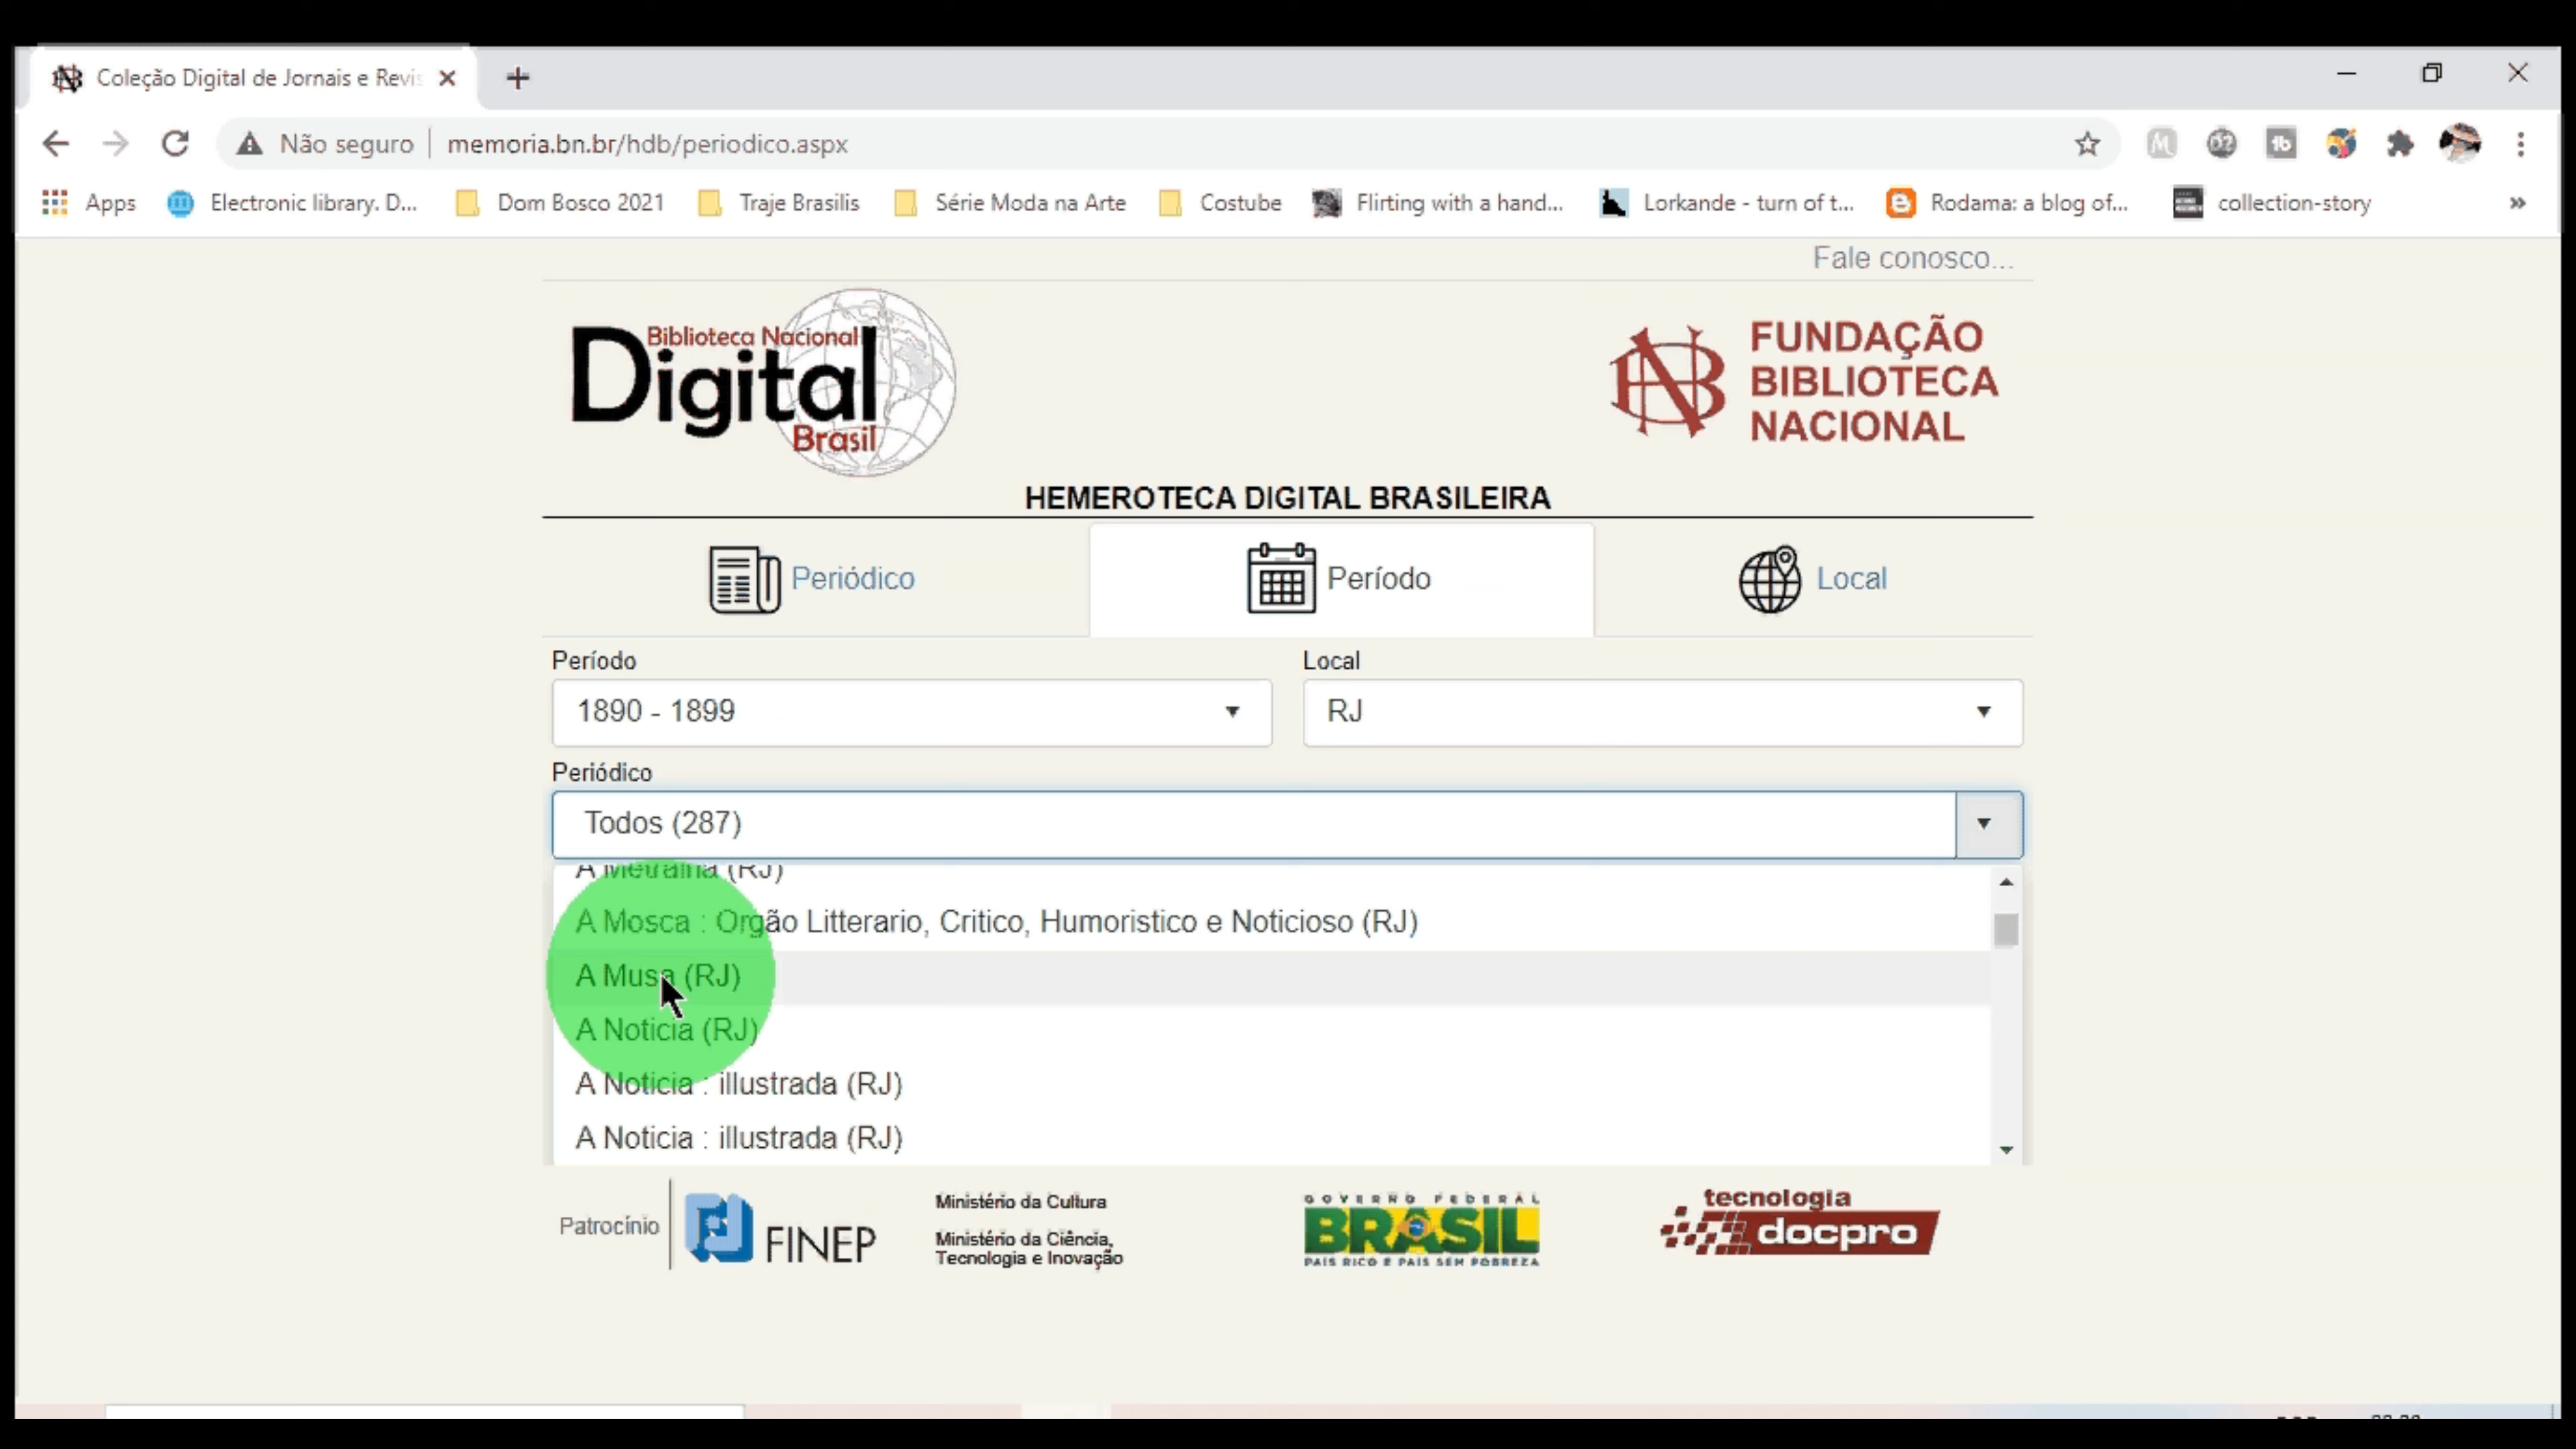 Coleção Digital de Jornais e Revis
Não seguro memoria.bn.br/hdb/periodico.aspx
Apps Electronic library. D... Dom Bosco 2021 Traje Brasilis Série Moda na Arte Costube Flirting with a hand... Lorkande - turn of t... Rodama: a blog of... collection-story »
Fale conosco...
Biblioteca Nacional
Digital
Brasil
FUNDAÇÃO
BIBLIOTECA
NACIONAL
HEMEROTECA DIGITAL BRASILEIRA
Periódico Período Local
Período Local
1890 - 1899 RJ
Periódico
Todos (287)
A Metralha (RJ)
A Mosca : Orgão Litterario, Critico, Humoristico e Noticioso (RJ)
A Musa (RJ)
A Noticia (RJ)
A Noticia : illustrada (RJ)
A Noticia : illustrada (RJ)
Patrocínio FINEP
Ministério da Cultura
Ministério da Ciência,
Tecnologia e Inovação
GOVERNO FEDERAL
BRASIL
PAÍS RICO É PAÍS SEM POBREZA
tecnologia
docpro